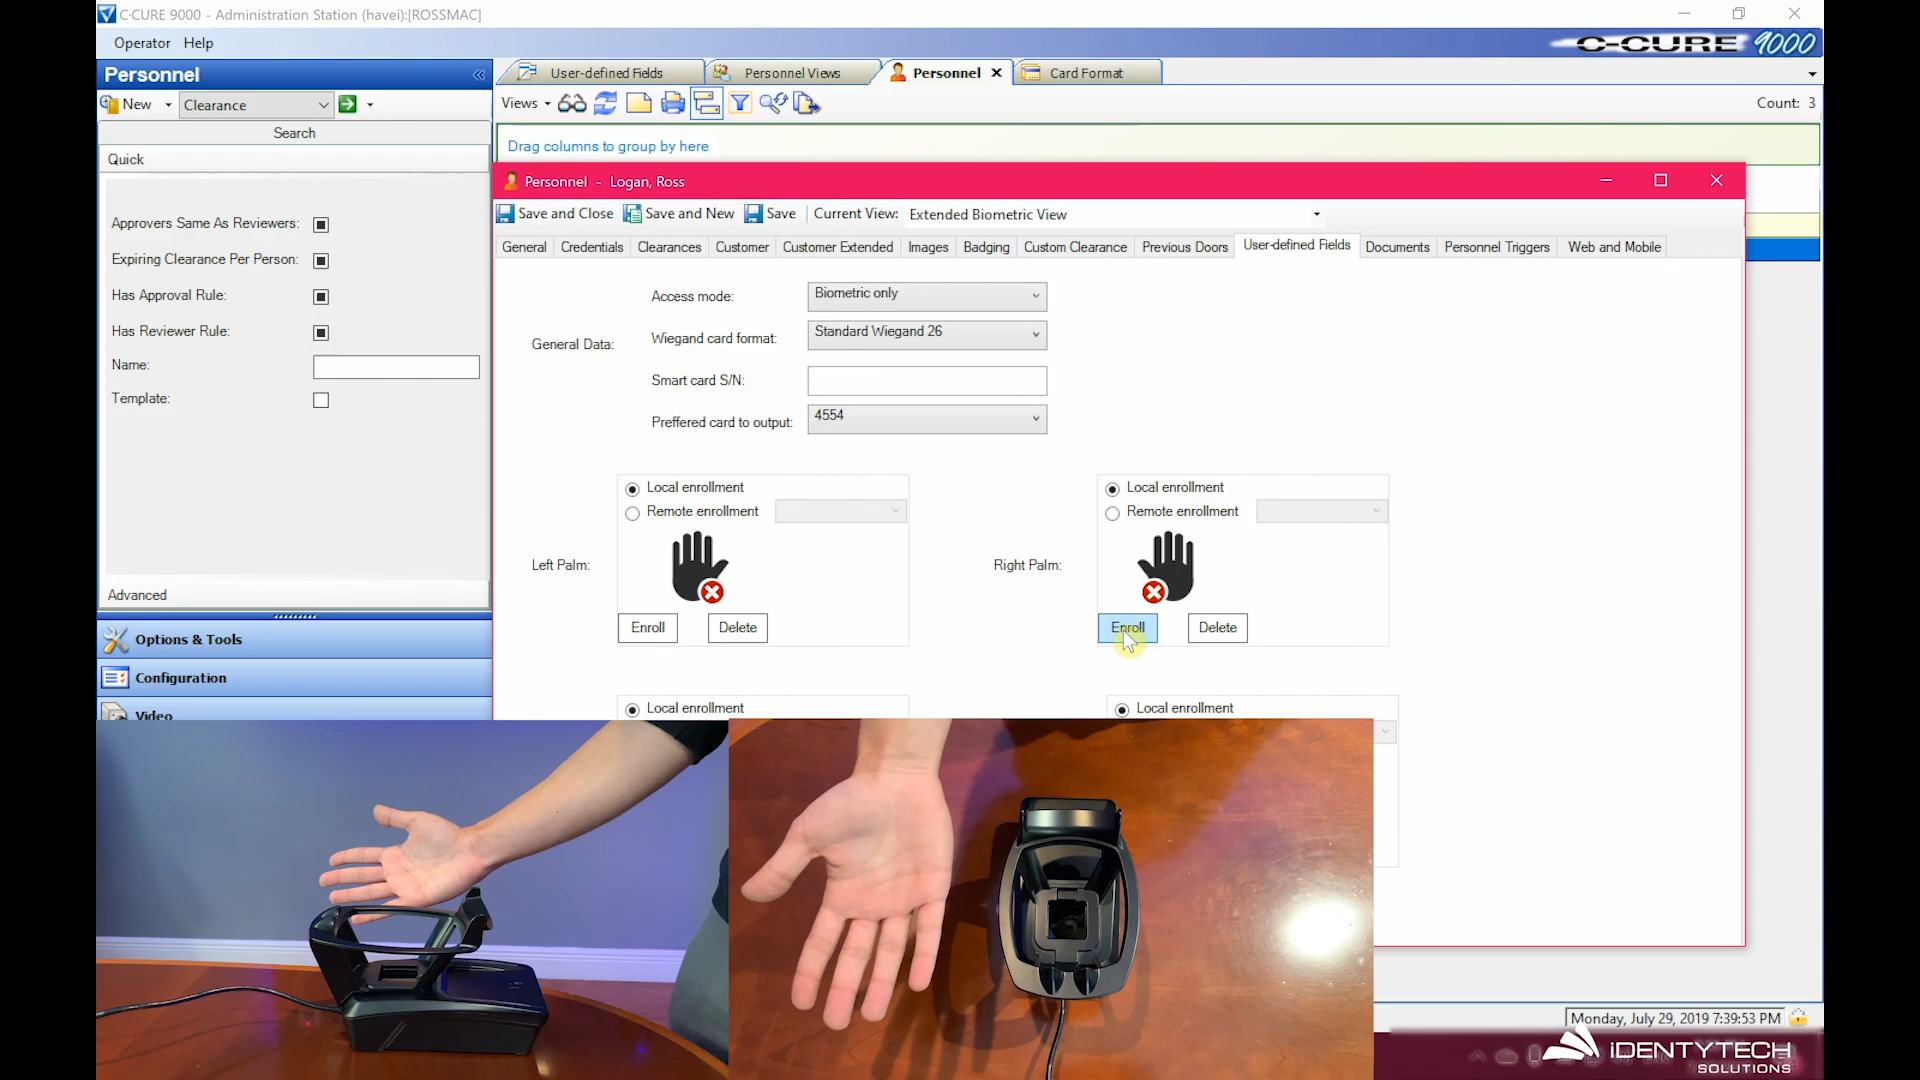 C•CURE 9000 - Administration Station (havei):[ROSSMAC]
Operator Help
C-CURE 9000
Personnel
New Clearance
Search
Quick
Approvers Same As Reviewers:
Expiring Clearance Per Person:
Has Approval Rule:
Has Reviewer Rule:
Name:
Template:
Advanced
Options & Tools
Configuration
Video
User-defined Fields Personnel Views Personnel Card Format
Views Count: 3
Drag columns to group by here
Personnel - Logan, Ross
Save and Close Save and New Save Current View: Extended Biometric View
General Credentials Clearances Customer Customer Extended Images Badging Custom Clearance Previous Doors User-defined Fields Documents Personnel Triggers Web and Mobile
General Data:
Access mode: Biometric only
Wiegand card format: Standard Wiegand 26
Smart card S/N:
Preffered card to output: 4554
Left Palm:
Local enrollment
Remote enrollment
Enroll Delete
Right Palm:
Local enrollment
Remote enrollment
Enroll Delete
Local enrollment
Local enrollment
Monday, July 29, 2019 7:39:53 PM
iDENTYTECH
SOLUTIONS